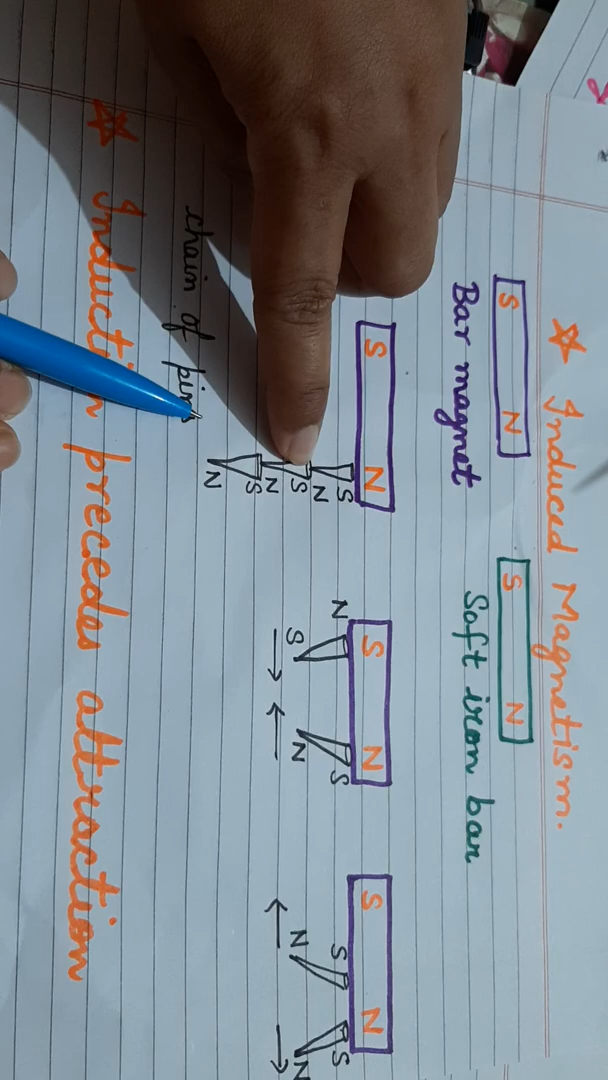 ☆ Induced Magnetism.
S N S N
Bar magnet Soft iron bar
S N S N S N
S N S N S N
N S N S
S N S N
chain of pins
☆ Induction precedes attraction